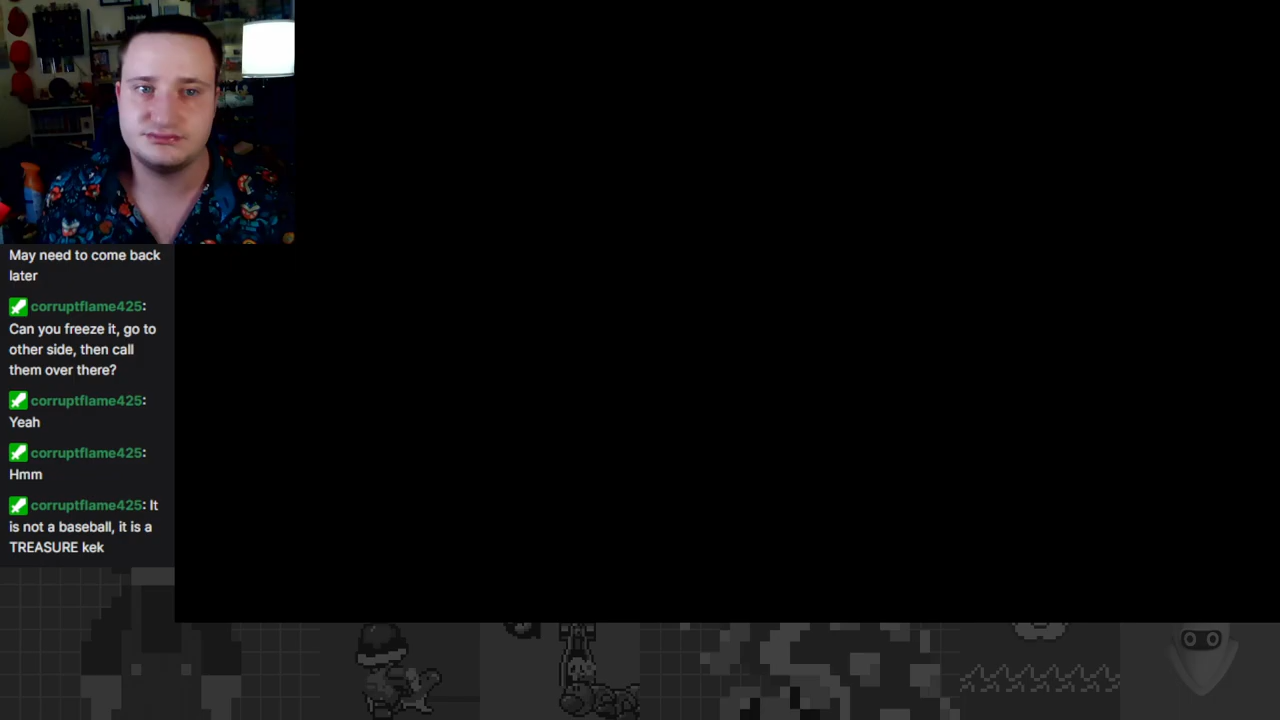 May need to come back
later
corruptflame425:
Can you freeze it, go to
other side, then call
them over there?
corruptflame425:
Yeah
corruptflame425:
Hmm
corruptflame425: It
is not a baseball, it is a
TREASURE kek